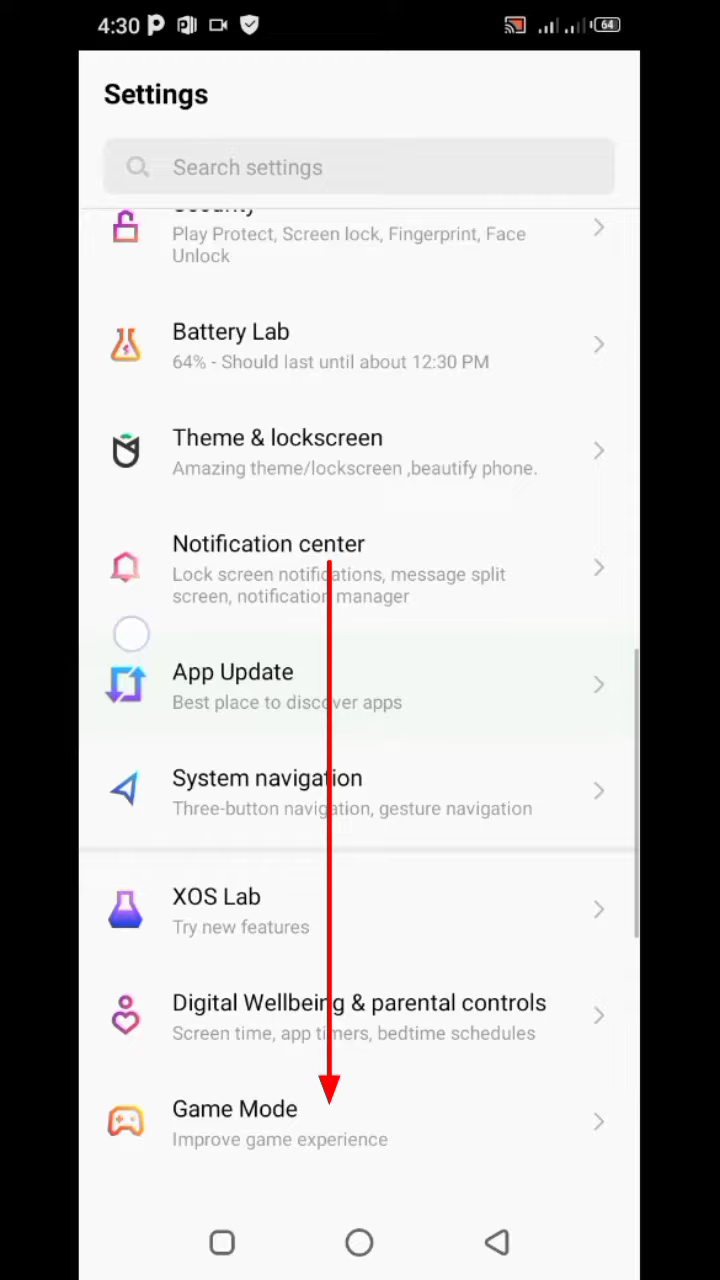 4:30
64
Settings
Search settings
Security
Play Protect, Screen lock, Fingerprint, Face
Unlock
Battery Lab
64% - Should last until about 12:30 PM
Theme & lockscreen
Amazing theme/lockscreen ,beautify phone.
Notification center
Lock screen notifications, message split
screen, notification manager
App Update
Best place to discover apps
System navigation
Three-button navigation, gesture navigation
XOS Lab
Try new features
Digital Wellbeing & parental controls
Screen time, app timers, bedtime schedules
Game Mode
Improve game experience